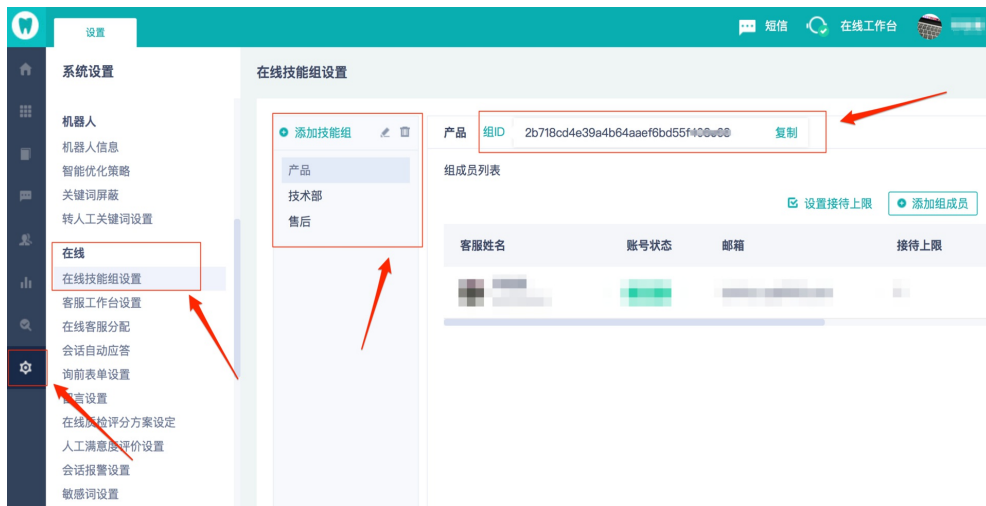 设置
短信
在线工作台
系统设置
在线技能组设置
机器人
机器人信息
智能优化策略
关键词屏蔽
转人工关键词设置
在线
在线技能组设置
客服工作台设置
在线客服分配
会话自动应答
询前表单设置
留言设置
在线质检评分方案设定
人工满意度评价设置
会话报警设置
敏感词设置
添加技能组
产品
技术部
售后
产品 组ID 2b718cd4e39a4b64aaef6bd55f 复制
组成员列表
设置接待上限 添加组成员
客服姓名 账号状态 邮箱 接待上限